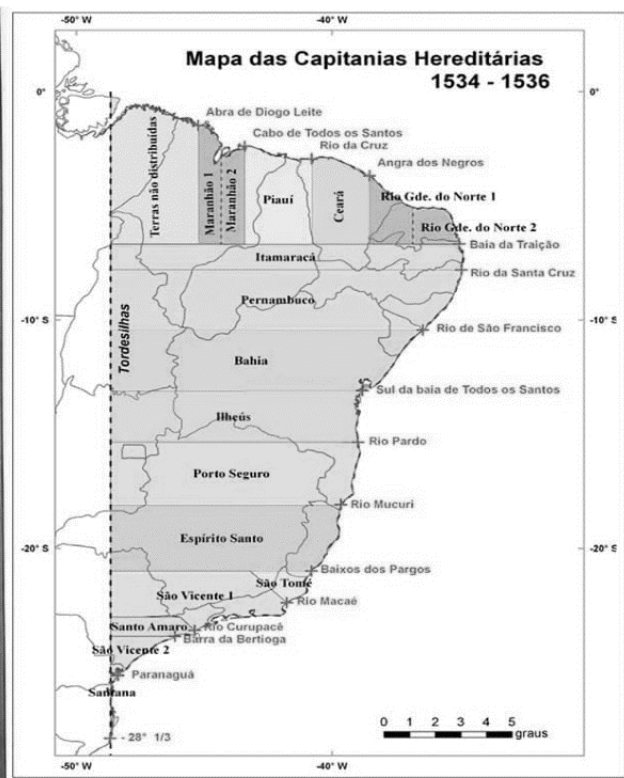 -50° W
-40° W
Mapa das Capitanias Hereditárias
1534 - 1536
0°
0°
Abra de Diogo Leite
Cabo de Todos os Santos
Rio da Cruz
Angra dos Negros
Terras não distribuídas
Maranhão 1
Maranhão 2
Piauí
Ceará
Rio Gde. do Norte 1
Rio Gde. do Norte 2
Baia da Traição
Itamaracá
Rio da Santa Cruz
Pernambuco
Tordesilhas
-10° S
-10° S
Rio de São Francisco
Bahia
Sul da baia de Todos os Santos
Ilheús
Rio Pardo
Porto Seguro
Rio Mucuri
Espírito Santo
-20° S
-20° S
Baixos dos Pargos
São Tomé
São Vicente 1
Rio Macaé
Santo Amaro
Rio Curupacê
Barra da Bertioga
São Vicente 2
Paranaguá
Santana
- 28° 1/3
0 1 2 3 4 5
graus
-50° W
-40° W